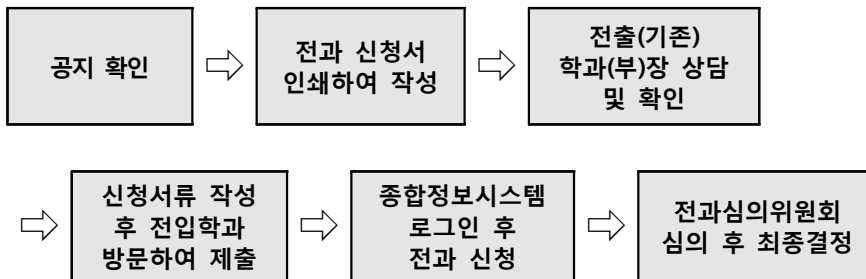 공지 확인
전과 신청서
인쇄하여 작성
전출(기존)
학과(부)장 상담
및 확인
신청서류 작성
후 전입학과
방문하여 제출
종합정보시스템
로그인 후
전과 신청
전과심의위원회
심의 후 최종결정